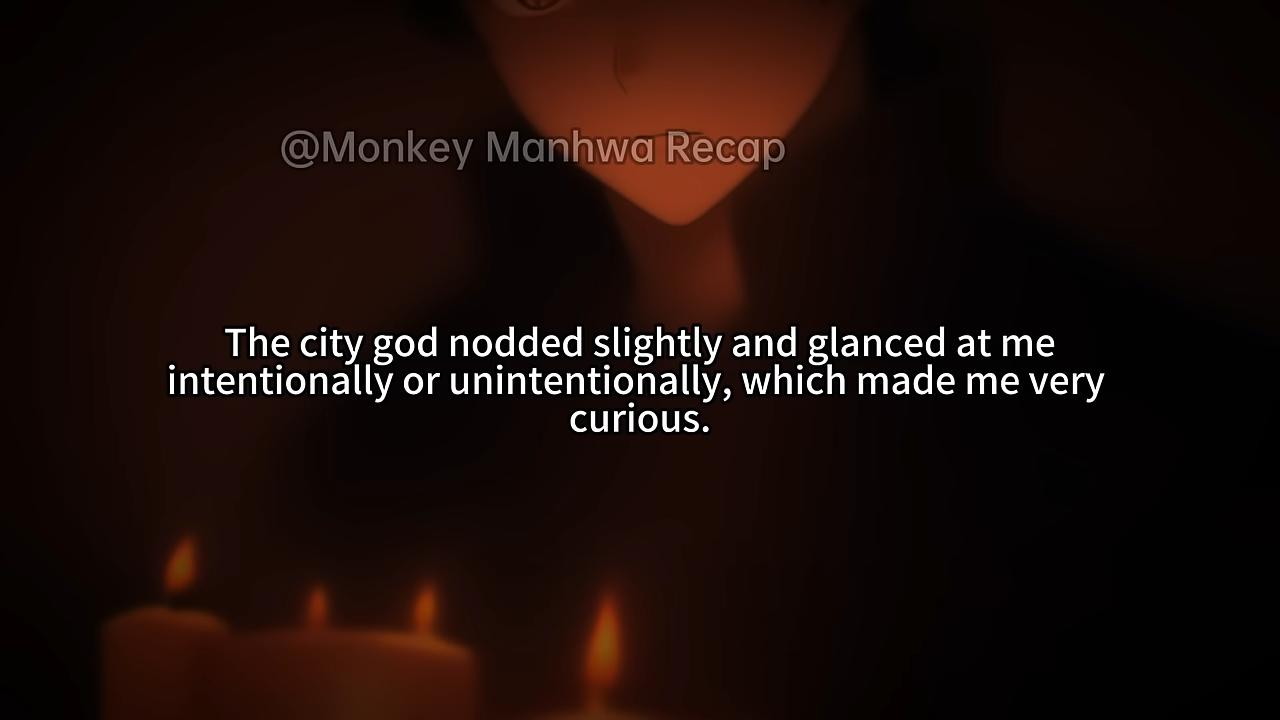 @Monkey Manhwa Recap
The city god nodded slightly and glanced at me
intentionally or unintentionally, which made me very
curious.